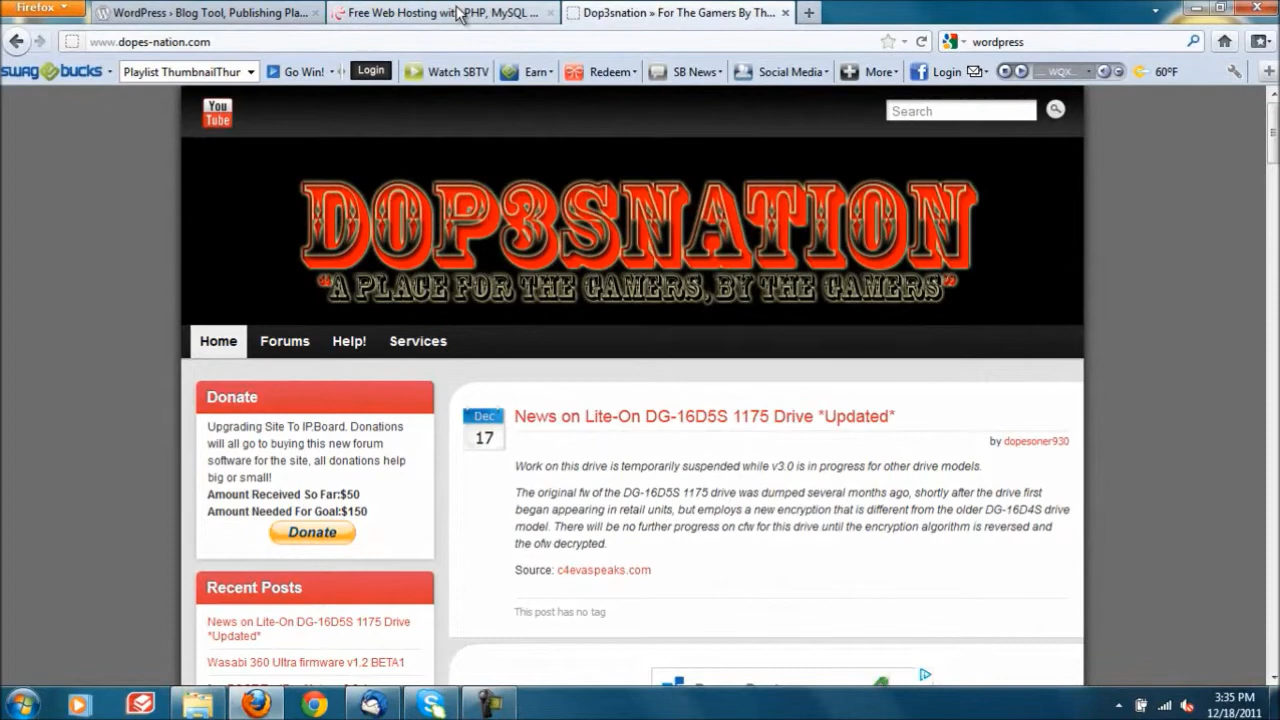 Firefox
WordPress › Blog Tool, Publishing Pla...
Free Web Hosting with PHP, MySQL ...
Dop3snation » For The Gamers By Th...
www.dopes-nation.com
wordpress
swagbucks
Playlist ThumbnailThur
Go Win!
Login
Watch SBTV
Earn
Redeem
SB News
Social Media
More
Login
WQX...
60°F
You
Tube
Search
DOP3SNATION
"A PLACE FOR THE GAMERS, BY THE GAMERS"
Home
Forums
Help!
Services
Donate
Upgrading Site To IP.Board. Donations
will all go to buying this new forum
software for the site, all donations help
big or small!
Amount Received So Far:$50
Amount Needed For Goal:$150
Donate
Recent Posts
News on Lite-On DG-16D5S 1175 Drive
*Updated*
Wasabi 360 Ultra firmware v1.2 BETA1
Dec
17
News on Lite-On DG-16D5S 1175 Drive *Updated*
by dopesoner930
Work on this drive is temporarily suspended while v3.0 is in progress for other drive models.
The original fw of the DG-16D5S 1175 drive was dumped several months ago, shortly after the drive first
began appearing in retail units, but employs a new encryption that is different from the older DG-16D4S drive
model. There will be no further progress on cfw for this drive until the encryption algorithm is reversed and
the ofw decrypted.
Source: c4evaspeaks.com
This post has no tag
3:35 PM
12/18/2011